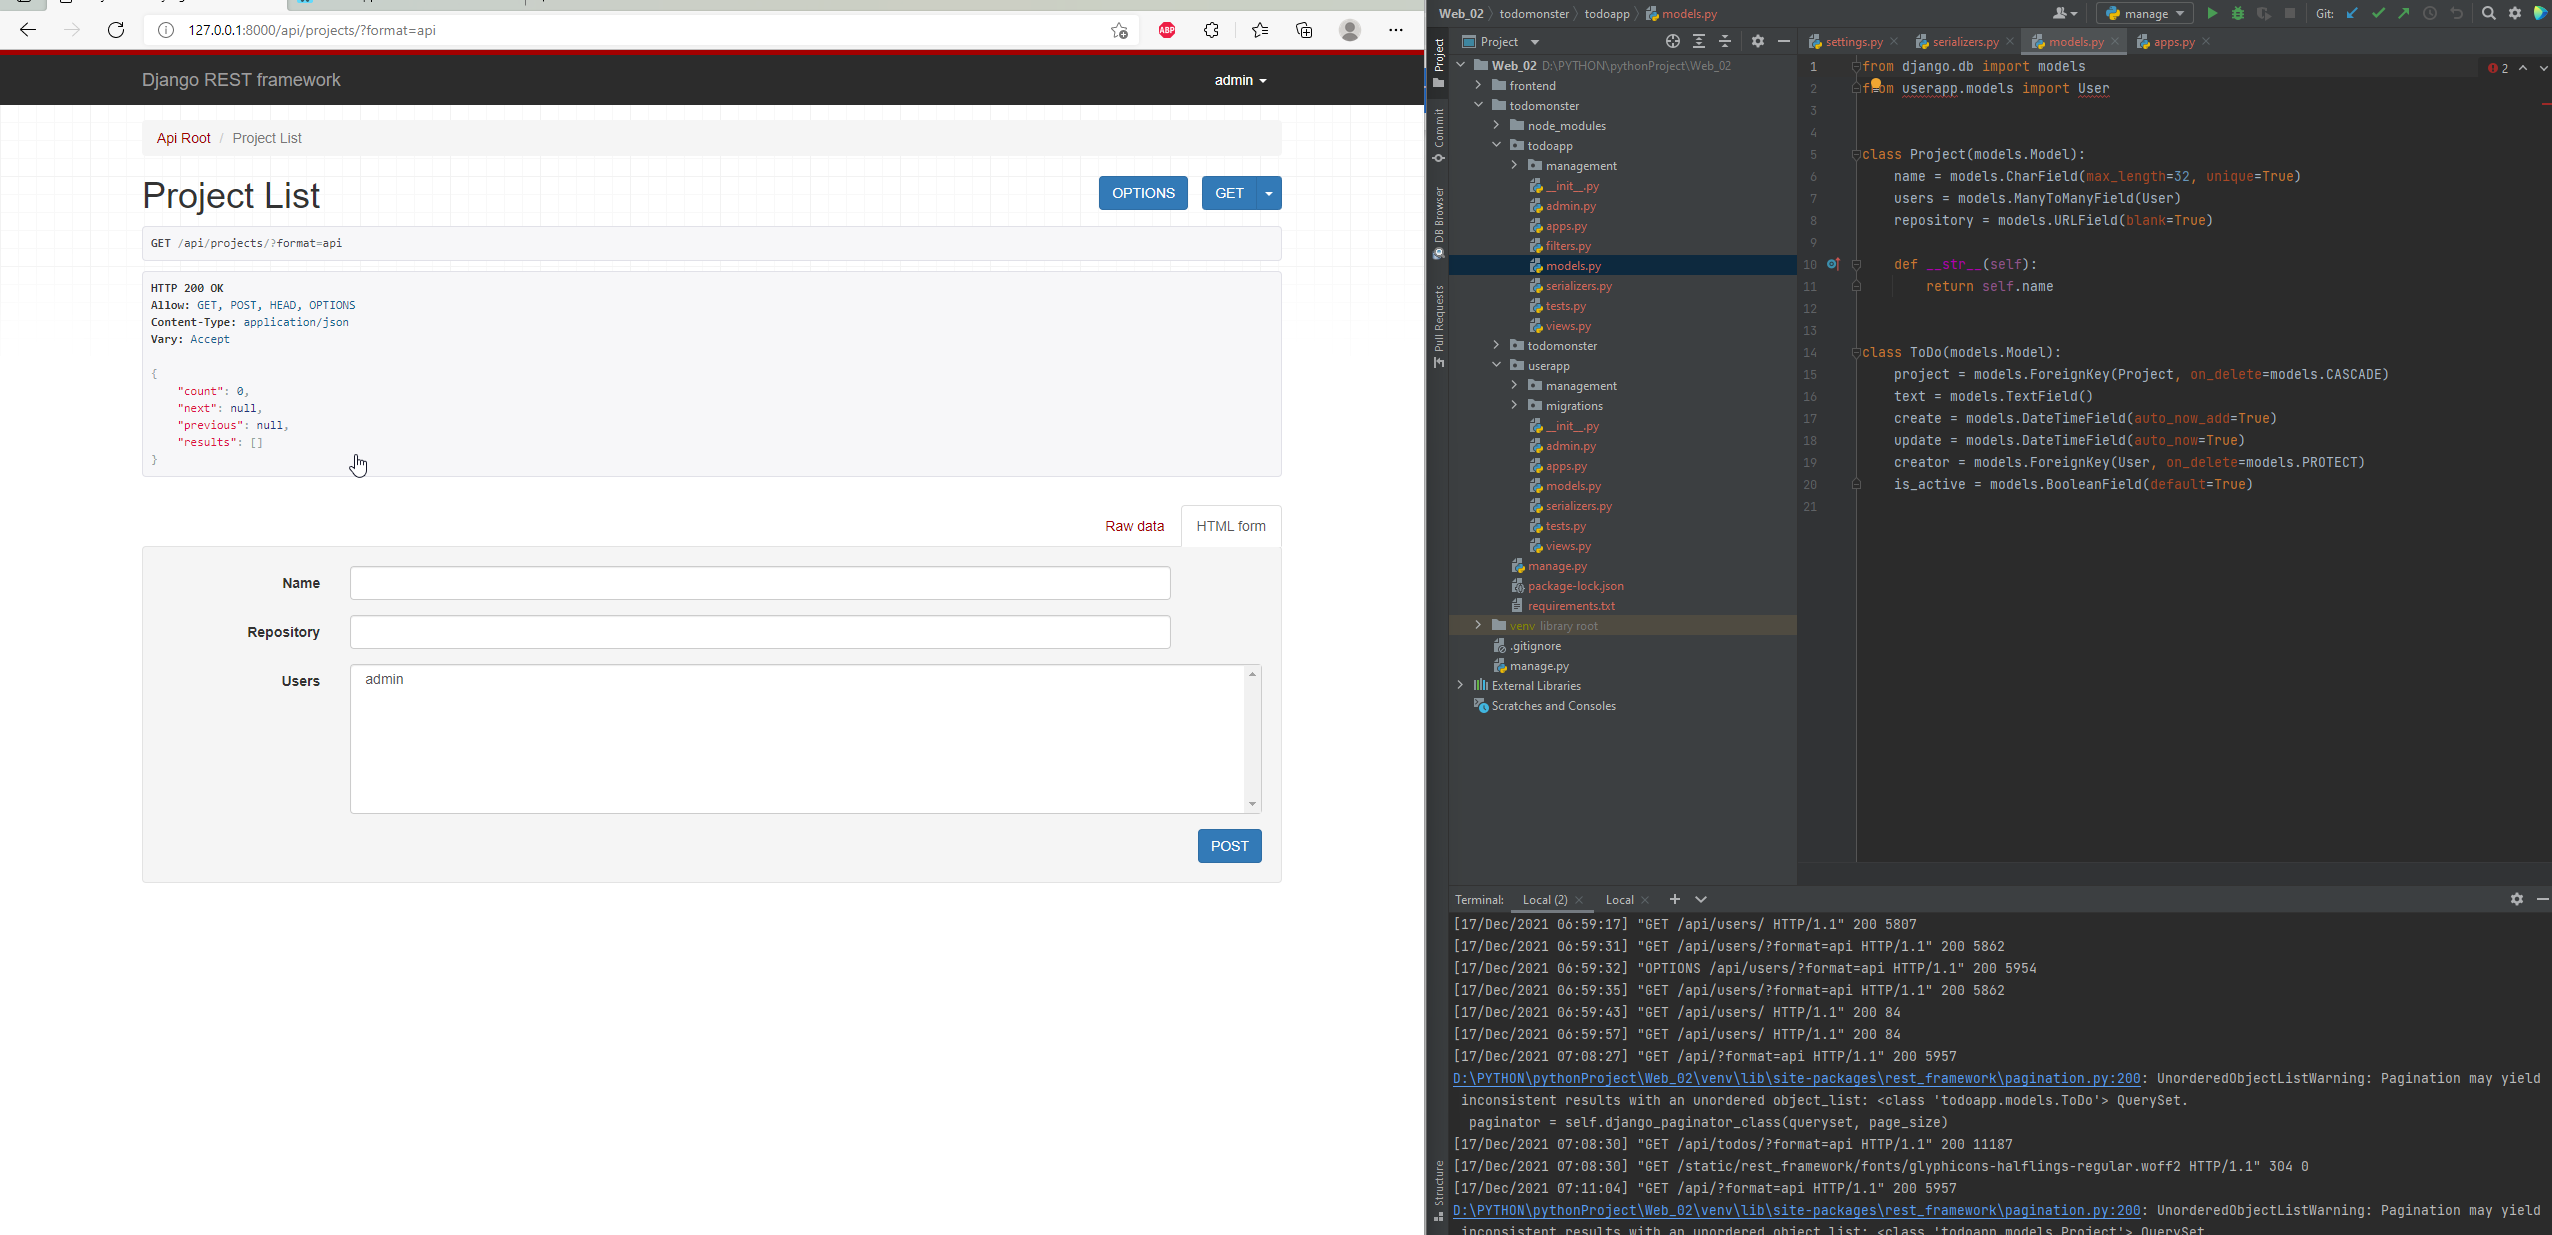 127.0.0.1:8000/api/projects/?format=api
ABP
Django REST framework
admin
Api Root / Project List
Project List
OPTIONS
GET
GET /api/projects/?format=api
HTTP 200 OK
Allow: GET, POST, HEAD, OPTIONS
Content-Type: application/json
Vary: Accept
{
"count": 0,
"next": null,
"previous": null,
"results": []
}
Raw data
HTML form
Name
Repository
Users
admin
POST
Web_02 〉 todomonster 〉 todoapp 〉 models.py
manage
Git:
Project
Commit
DB Browser
Pull Requests
Structure
Project
Web_02 D:\PYTHON\pythonProject\Web_02
frontend
todomonster
node_modules
todoapp
management
__init__.py
admin.py
apps.py
filters.py
models.py
serializers.py
tests.py
views.py
todomonster
userapp
management
migrations
__init__.py
admin.py
apps.py
models.py
serializers.py
tests.py
views.py
manage.py
package-lock.json
requirements.txt
venv library root
.gitignore
manage.py
External Libraries
Scratches and Consoles
settings.py
serializers.py
models.py
apps.py
2
1 from django.db import models
2 from userapp.models import User
3
4
5 class Project(models.Model):
6 name = models.CharField(max_length=32, unique=True)
7 users = models.ManyToManyField(User)
8 repository = models.URLField(blank=True)
9
10 def __str__(self):
11 return self.name
12
13
14 class ToDo(models.Model):
15 project = models.ForeignKey(Project, on_delete=models.CASCADE)
16 text = models.TextField()
17 create = models.DateTimeField(auto_now_add=True)
18 update = models.DateTimeField(auto_now=True)
19 creator = models.ForeignKey(User, on_delete=models.PROTECT)
20 is_active = models.BooleanField(default=True)
21
Terminal: Local (2) Local
[17/Dec/2021 06:59:17] "GET /api/users/ HTTP/1.1" 200 5807
[17/Dec/2021 06:59:31] "GET /api/users/?format=api HTTP/1.1" 200 5862
[17/Dec/2021 06:59:32] "OPTIONS /api/users/?format=api HTTP/1.1" 200 5954
[17/Dec/2021 06:59:35] "GET /api/users/?format=api HTTP/1.1" 200 5862
[17/Dec/2021 06:59:43] "GET /api/users/ HTTP/1.1" 200 84
[17/Dec/2021 06:59:57] "GET /api/users/ HTTP/1.1" 200 84
[17/Dec/2021 07:08:27] "GET /api/?format=api HTTP/1.1" 200 5957
D:\PYTHON\pythonProject\Web_02\venv\lib\site-packages\rest_framework\pagination.py:200: UnorderedObjectListWarning: Pagination may yield
inconsistent results with an unordered object_list: <class 'todoapp.models.ToDo'> QuerySet.
paginator = self.django_paginator_class(queryset, page_size)
[17/Dec/2021 07:08:30] "GET /api/todos/?format=api HTTP/1.1" 200 11187
[17/Dec/2021 07:08:30] "GET /static/rest_framework/fonts/glyphicons-halflings-regular.woff2 HTTP/1.1" 304 0
[17/Dec/2021 07:11:04] "GET /api/?format=api HTTP/1.1" 200 5957
D:\PYTHON\pythonProject\Web_02\venv\lib\site-packages\rest_framework\pagination.py:200: UnorderedObjectListWarning: Pagination may yield
inconsistent results with an unordered object_list: <class 'todoapp.models.Project'> QuerySet